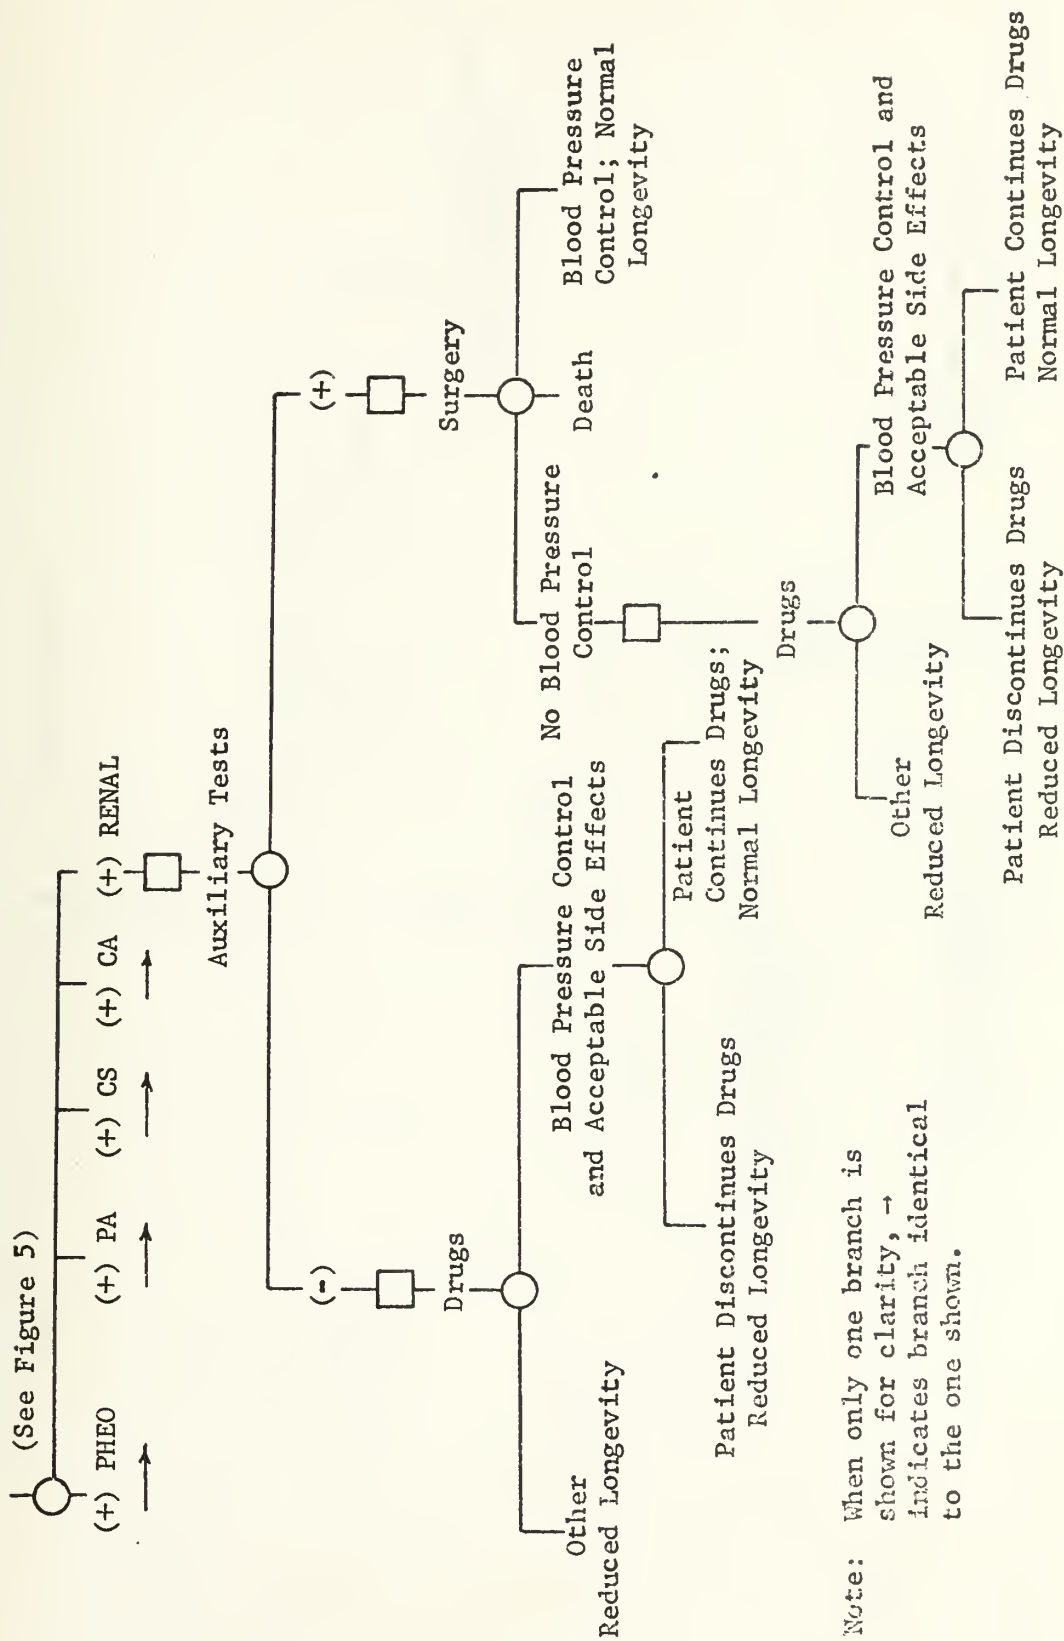 (See Figure 5)
(+) PHEO
(+) PA
(+) CS
(+) CA
(+) RENAL
→
→
→
→
Auxiliary Tests
(-)
(+)
Drugs
Surgery
Other
Reduced Longevity
Blood Pressure Control
and Acceptable Side Effects
Patient Discontinues Drugs
Reduced Longevity
Patient
Continues Drugs;
Normal Longevity
No Blood Pressure
Control
Death
Blood Pressure
Control; Normal
Longevity
Drugs
Other
Reduced Longevity
Blood Pressure Control and
Acceptable Side Effects
Patient Discontinues Drugs
Reduced Longevity
Patient Continues Drugs
Normal Longevity
Note: When only one branch is
shown for clarity, →
indicates branch identical
to the one shown.